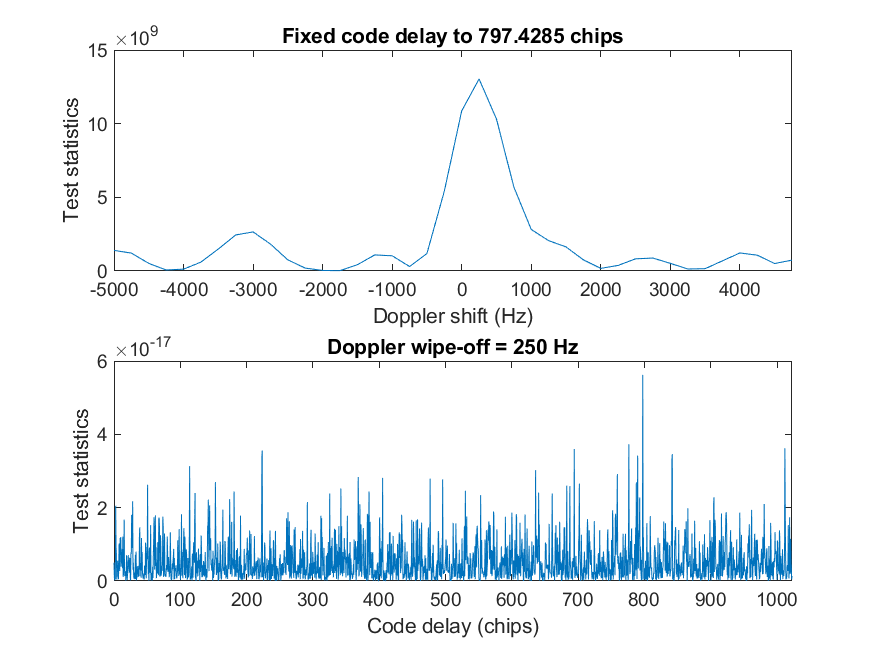 ×10^9
Fixed code delay to 797.4285 chips
15
10
5
0
Test statistics
-5000 -4000 -3000 -2000 -1000 0 1000 2000 3000 4000
Doppler shift (Hz)
×10^-17
Doppler wipe-off = 250 Hz
6
4
2
0
Test statistics
0 100 200 300 400 500 600 700 800 900 1000
Code delay (chips)